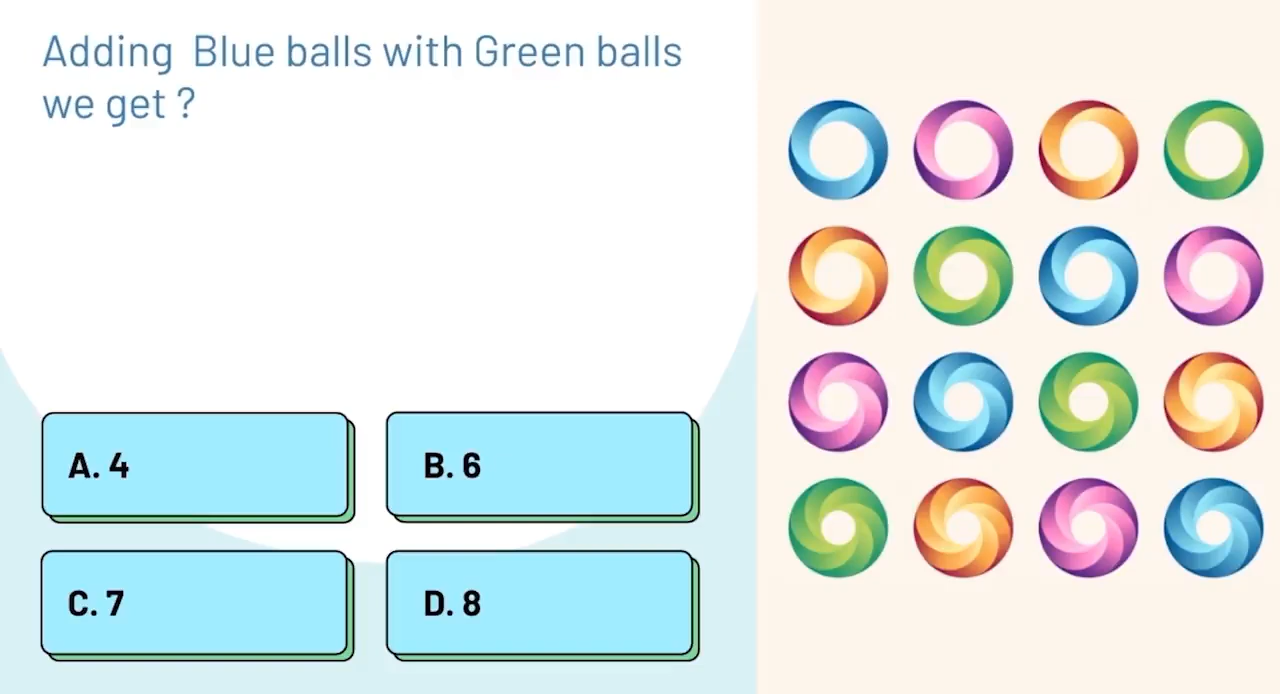 Adding Blue balls with Green balls
we get ?
A. 4
B. 6
C. 7
D. 8